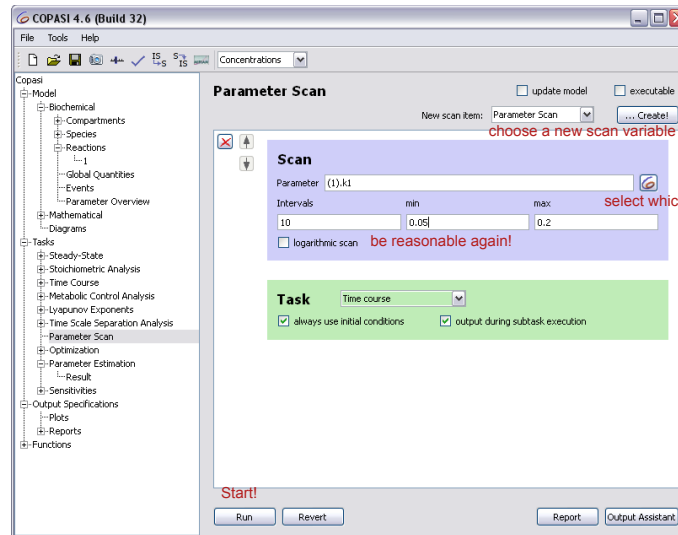 COPASI 4.6 (Build 32)
File Tools Help
IS S S IS Concentrations
Copasi
Model
Biochemical
Compartments
Species
Reactions
1
Global Quantities
Events
Parameter Overview
Mathematical
Diagrams
Tasks
Steady-State
Stoichiometric Analysis
Time Course
Metabolic Control Analysis
Lyapunov Exponents
Time Scale Separation Analysis
Parameter Scan
Optimization
Parameter Estimation
Result
Sensitivities
Output Specifications
Plots
Reports
Functions
Parameter Scan
update model executable
New scan item: Parameter Scan ... Create!
choose a new scan variable
Scan
Parameter (1).k1
select whic
Intervals min max
10 0.05 0.2
logarithmic scan be reasonable again!
Task Time course
always use initial conditions output during subtask execution
Start!
Run Revert Report Output Assistant